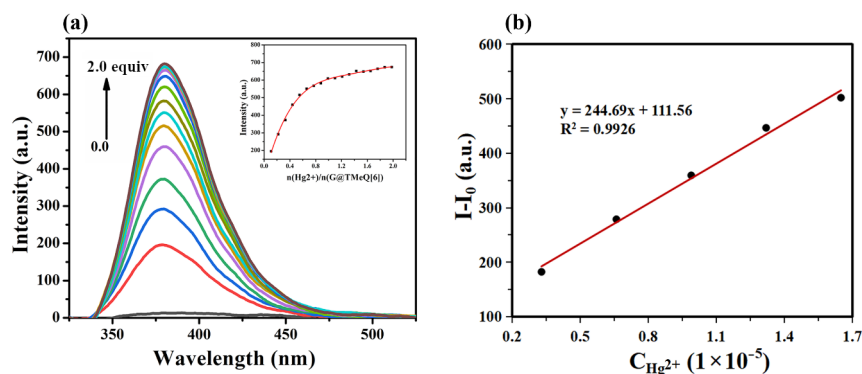 (a)
700
600
500
400
300
200
100
0
Intensity (a.u.)
350
400
450
500
Wavelength (nm)
2.0 equiv
0.0
800
700
600
500
400
300
200
Intensity (a.u.)
0.0 0.4 0.8 1.2 1.6 2.0
n(Hg2+)/n(G@TMeQ[6])
(b)
600
500
400
300
200
100
I-I₀ (a.u.)
y = 244.69x + 111.56
R² = 0.9926
0.2 0.5 0.8 1.1 1.4 1.7
C_Hg²⁺ (1×10⁻⁵)